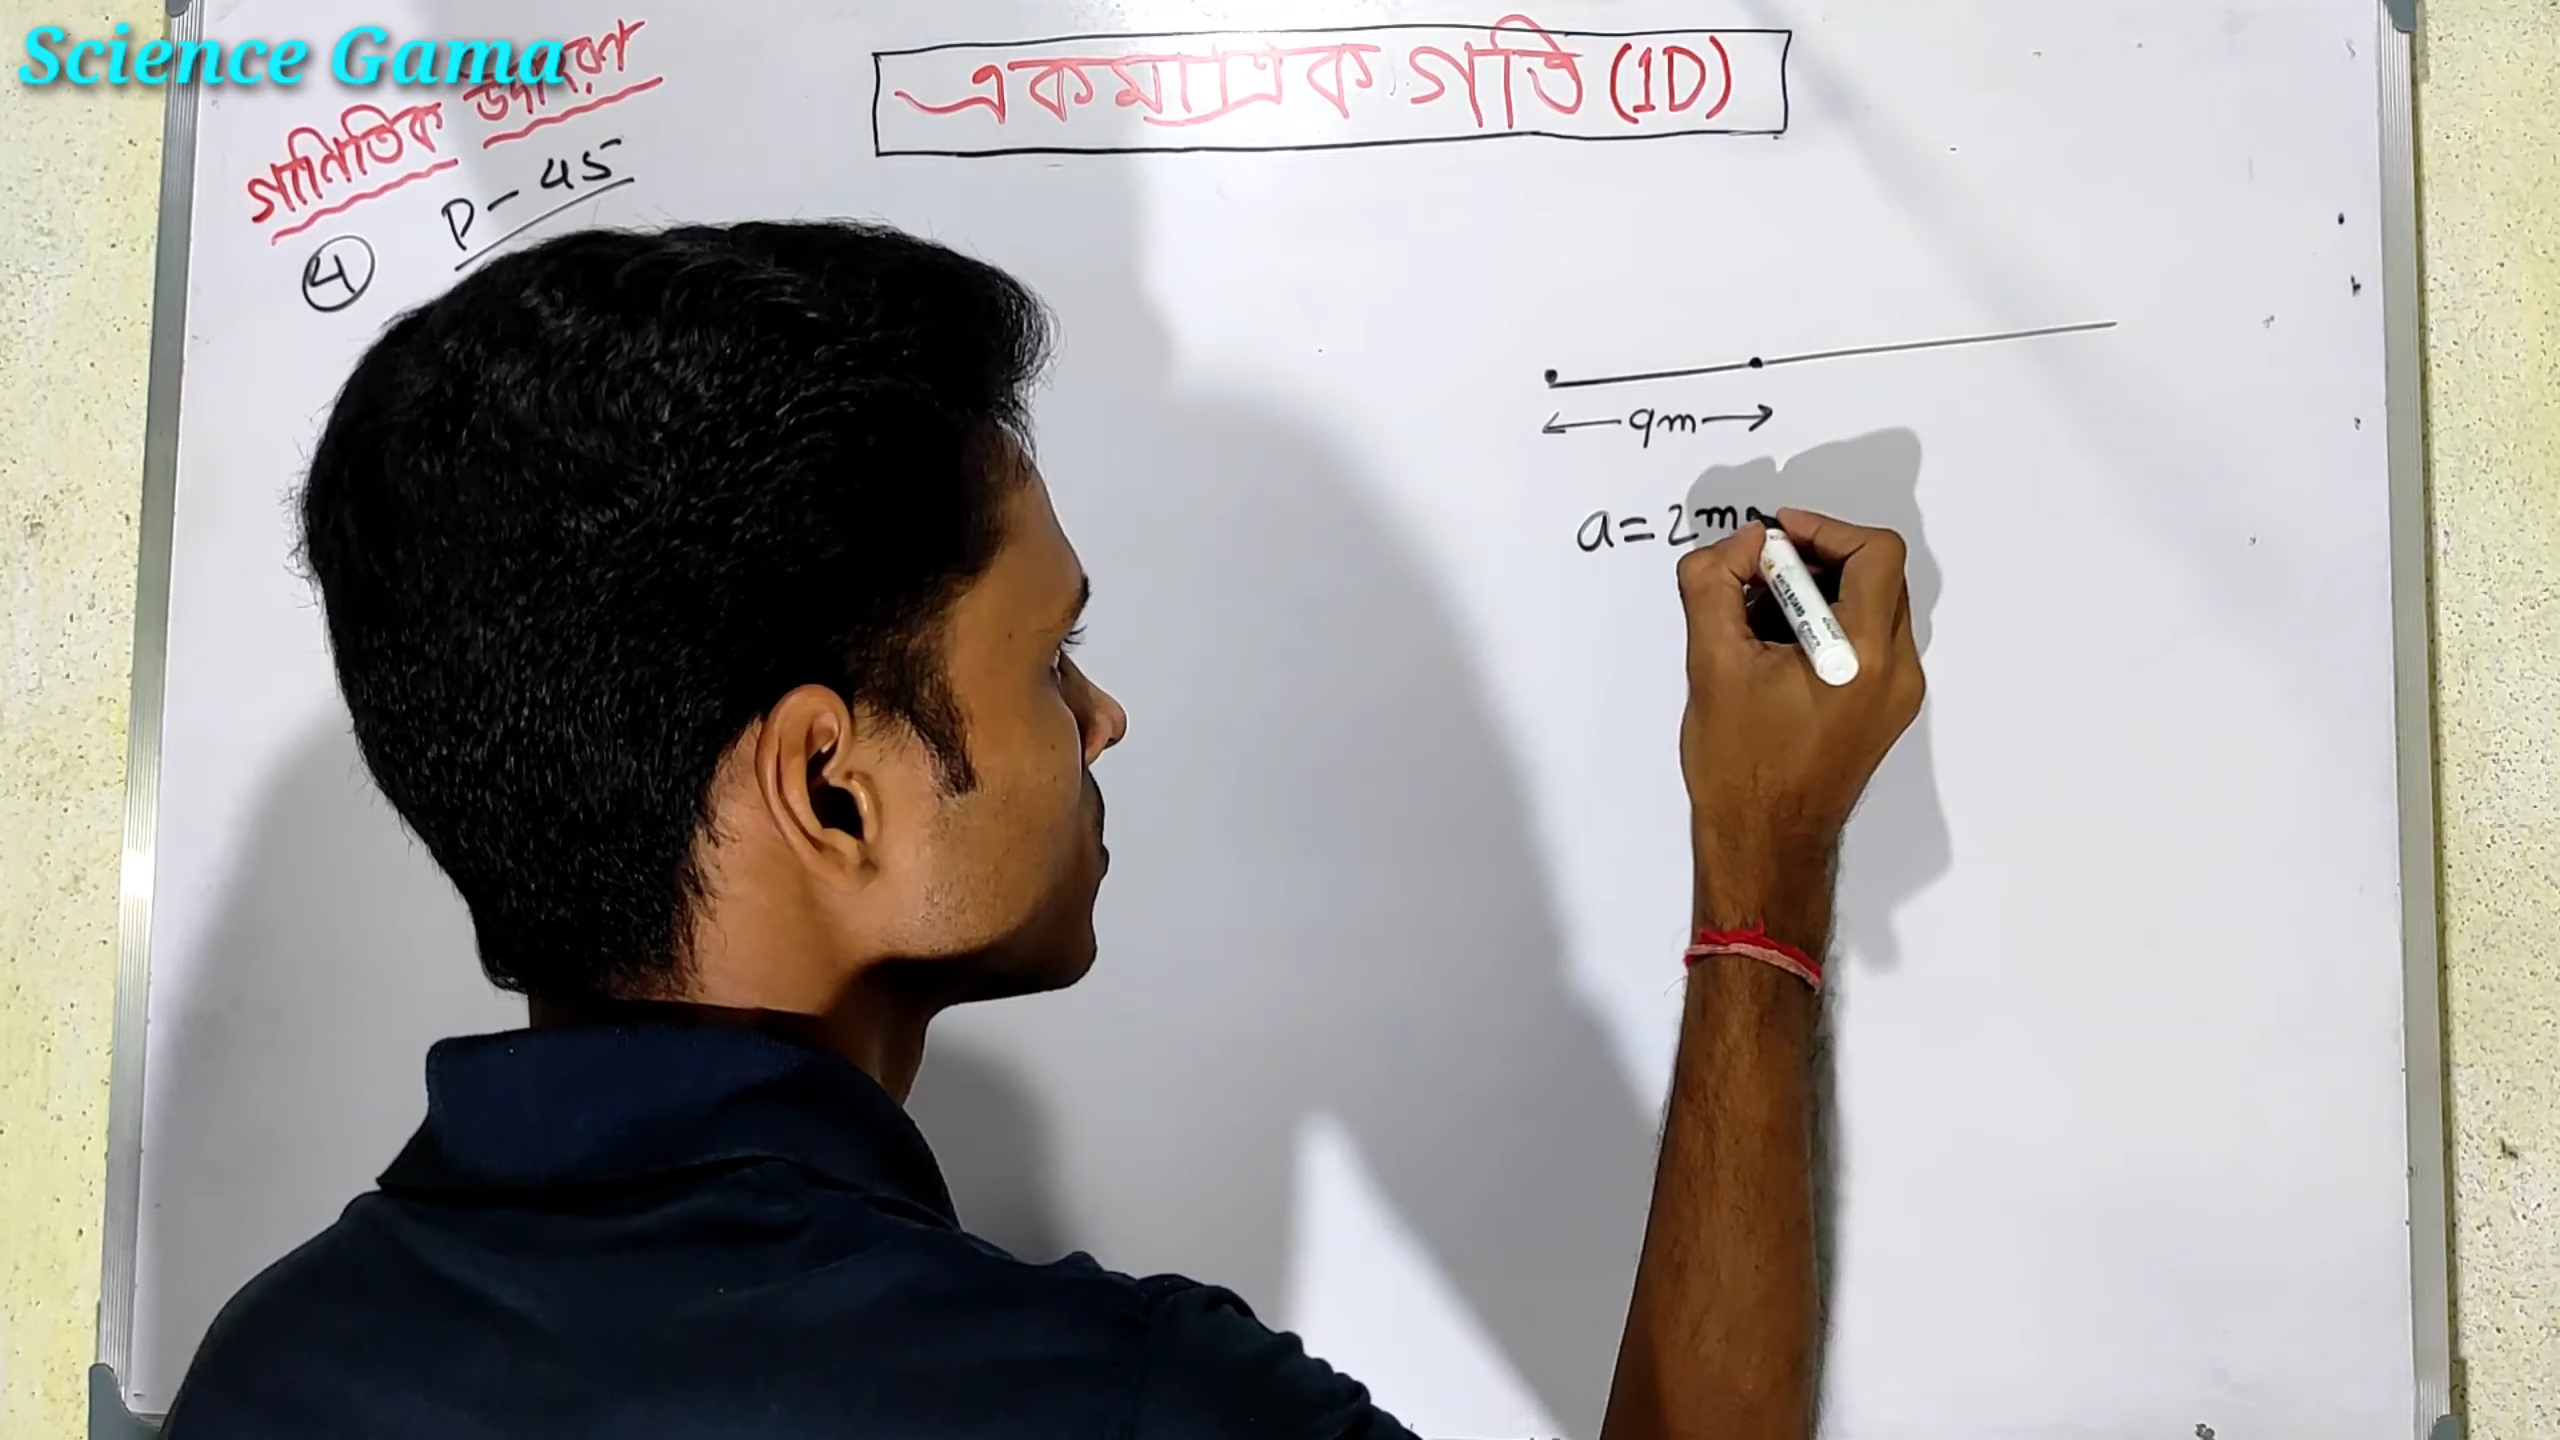 Science Gama
একমাত্রিক গতি (1D)
গানিতিক উদাহরণ
P-45
4
9m
a=2m